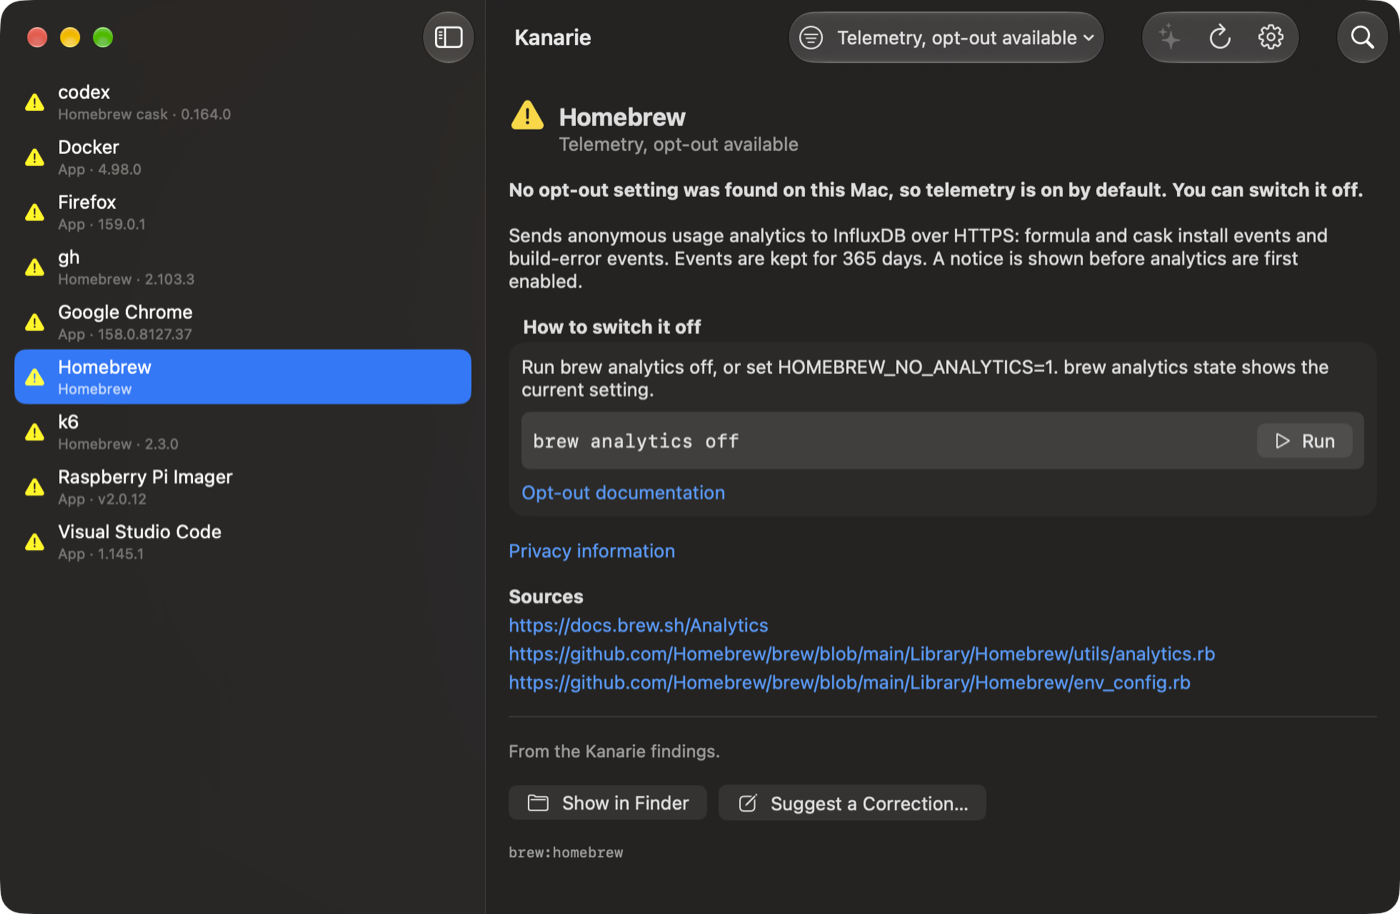 Kanarie
Telemetry, opt-out available
codex
Homebrew cask · 0.164.0
Docker
App · 4.98.0
Firefox
App · 159.0.1
gh
Homebrew · 2.103.3
Google Chrome
App · 158.0.8127.37
Homebrew
Homebrew
k6
Homebrew · 2.3.0
Raspberry Pi Imager
App · v2.0.12
Visual Studio Code
App · 1.145.1
Homebrew
Telemetry, opt-out available
No opt-out setting was found on this Mac, so telemetry is on by default. You can switch it off.
Sends anonymous usage analytics to InfluxDB over HTTPS: formula and cask install events and
build-error events. Events are kept for 365 days. A notice is shown before analytics are first
enabled.
How to switch it off
Run brew analytics off, or set HOMEBREW_NO_ANALYTICS=1. brew analytics state shows the
current setting.
brew analytics off
Run
Opt-out documentation
Privacy information
Sources
https://docs.brew.sh/Analytics
https://github.com/Homebrew/brew/blob/main/Library/Homebrew/utils/analytics.rb
https://github.com/Homebrew/brew/blob/main/Library/Homebrew/env_config.rb
From the Kanarie findings.
Show in Finder
Suggest a Correction...
brew:homebrew